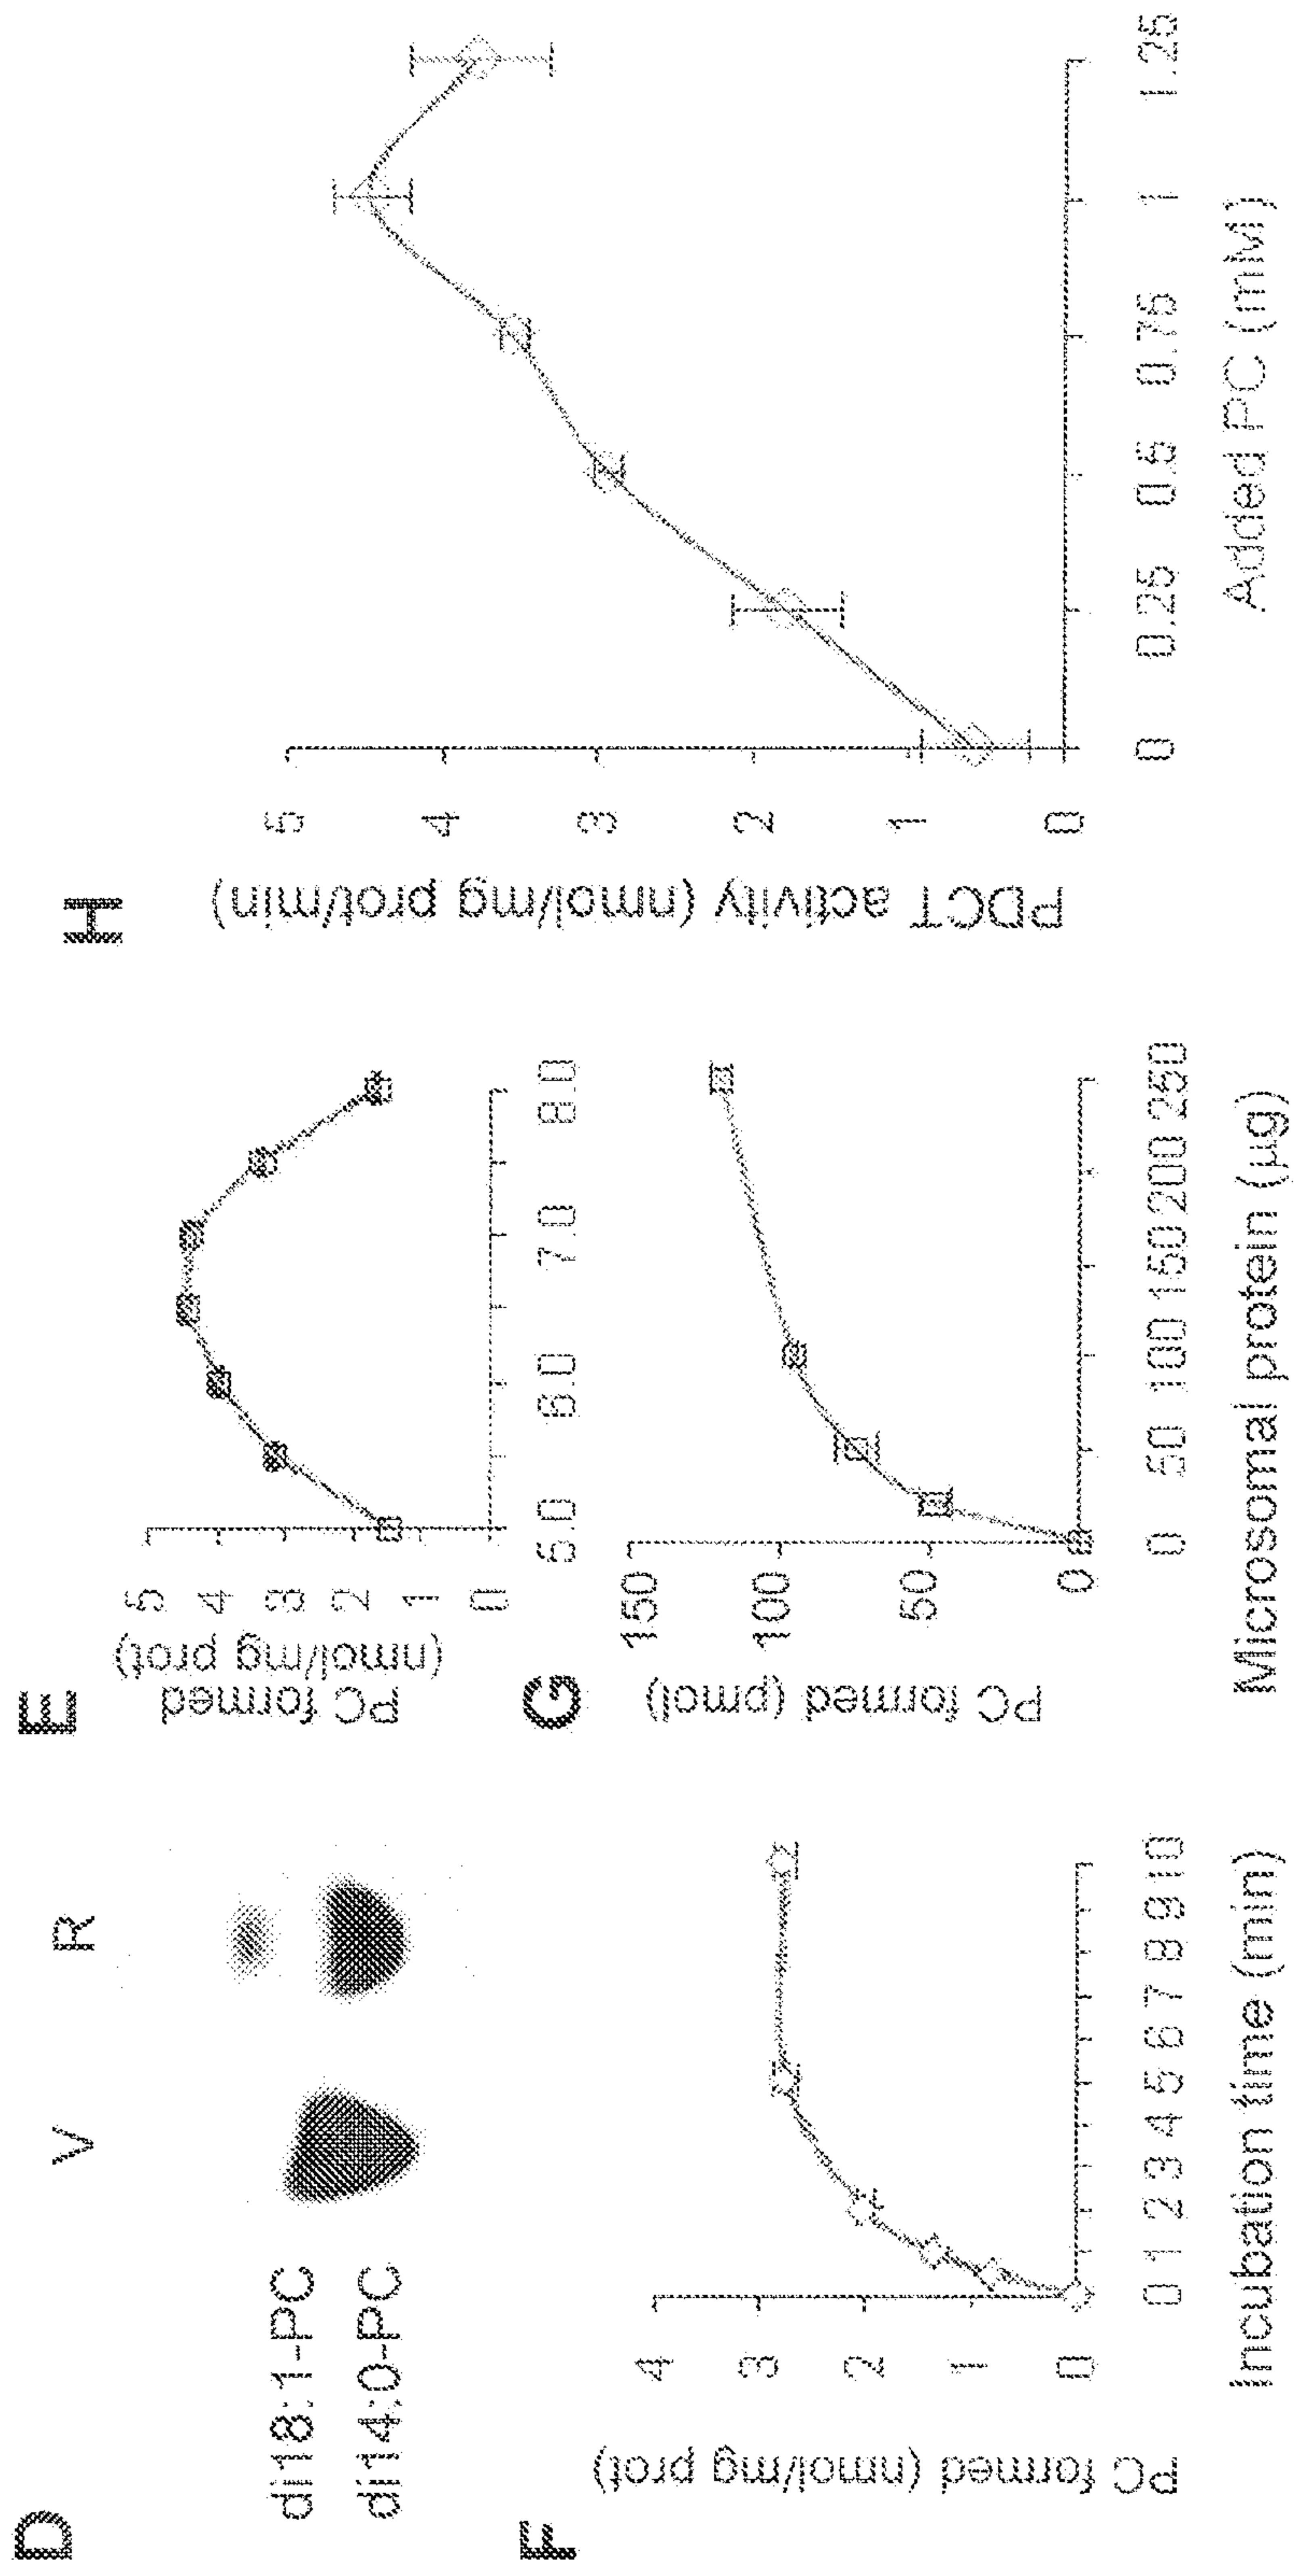 D
V R
di18:1-PC
di14:0-PC
E
PC formed
(nmol/mg prot)
5
4
3
2
1
0
5.0 6.0 7.0 8.0
F
PC formed (nmol/mg prot)
4
3
2
1
0
0 1 2 3 4 5 6 7 8 9 10
Incubation time (min)
G
PC formed (pmol)
150
100
50
0
0 50 100 150 200 250
Microsomal protein (µg)
H
PDCT activity (nmol/mg prot/min)
5
4
3
2
1
0
0 0.25 0.5 0.75 1 1.25
Added PC (mM)